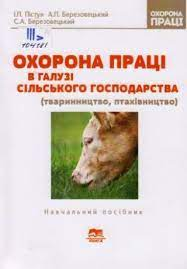 І.П. Пістун А.П. Березовецький
С.А. Березовецький
ОХОРОНА
ПРАЦІ
ОХОРОНА ПРАЦІ
В ГАЛУЗІ
СІЛЬСЬКОГО ГОСПОДАРСТВА
(тваринництво, птахівництво)
Навчальний посібник